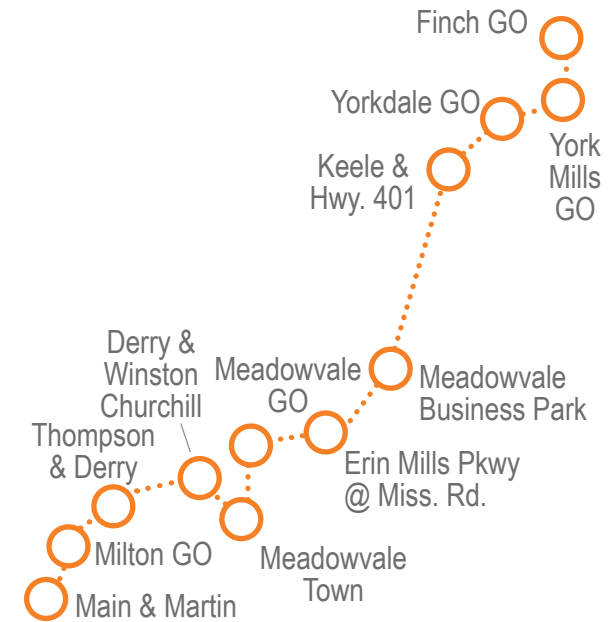 Finch GO
Yorkdale GO
York
Mills
GO
Keele &
Hwy. 401
Derry &
Winston
Churchill
Meadowvale
GO
Meadowvale
Business Park
Thompson
& Derry
Erin Mills Pkwy
@ Miss. Rd.
Milton GO
Meadowvale
Town
Main & Martin